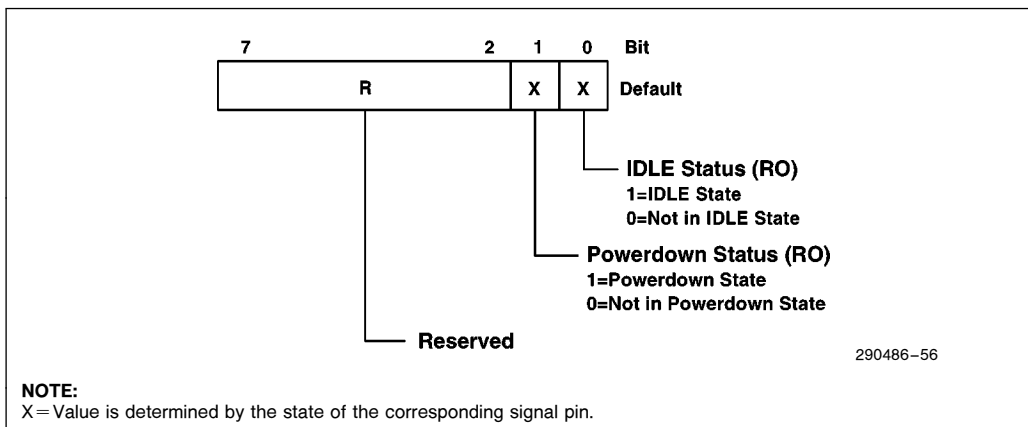 7 2 1 0 Bit
R X X Default
IDLE Status (RO)
1=IDLE State
0=Not in IDLE State
Powerdown Status (RO)
1=Powerdown State
0=Not in Powerdown State
Reserved
290486–56
NOTE:
X=Value is determined by the state of the corresponding signal pin.